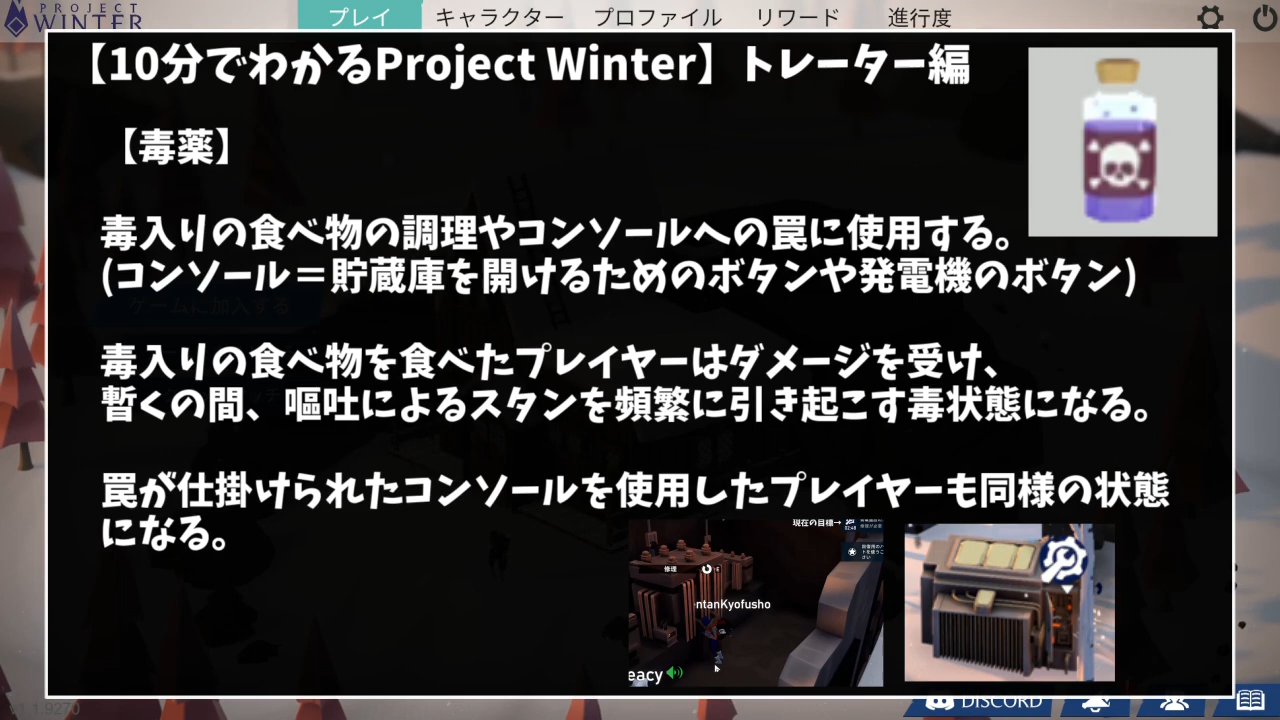 PROJECT
WINTER
プレイ
キャラクター
プロファイル
リワード
進行度
【10分でわかるProject Winter】トレーター編
【毒薬】
毒入りの食べ物の調理やコンソールへの罠に使用する。
(コンソール＝貯蔵庫を開けるためのボタンや発電機のボタン)
ゲームに加入する
毒入りの食べ物を食べたプレイヤーはダメージを受け、
暫くの間、嘔吐によるスタンを頻繁に引き起こす毒状態になる。
罠が仕掛けられたコンソールを使用したプレイヤーも同様の状態
になる。
現在の目標→
修理
ntanKyofusho
eacy
DISCORD